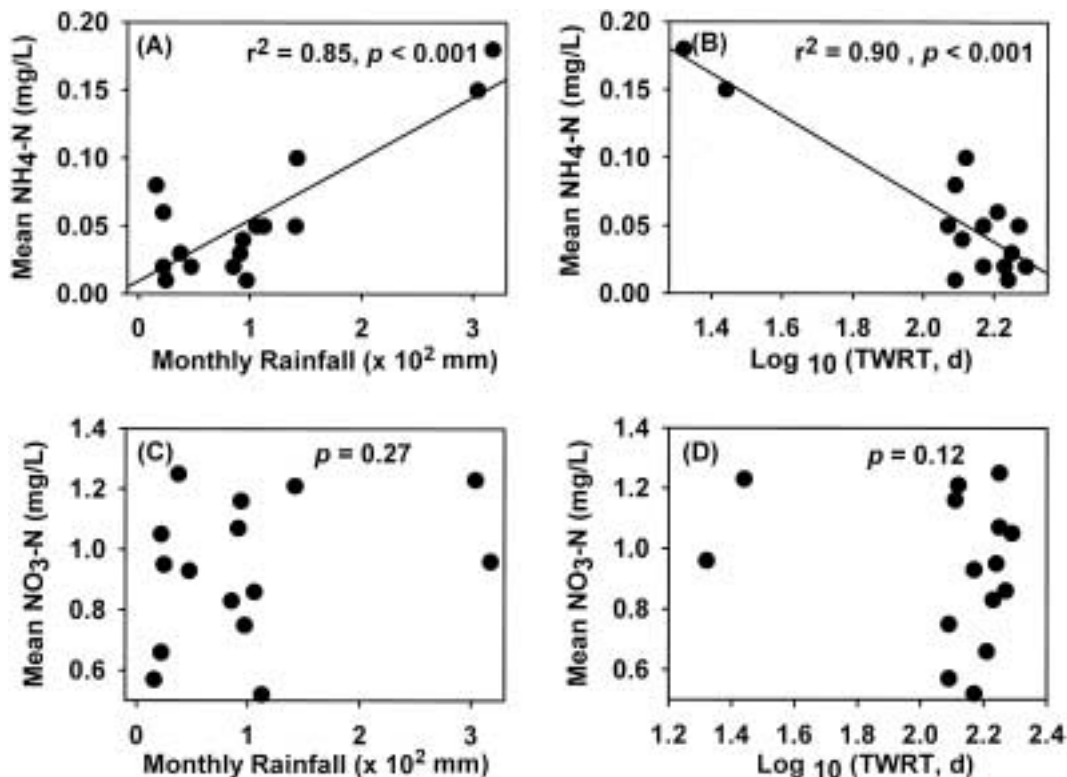 (A)
r² = 0.85, p < 0.001
Mean NH₄-N (mg/L)
0.20
0.15
0.10
0.05
0.00
0 1 2 3
Monthly Rainfall (x 10² mm)
(B)
r² = 0.90 , p < 0.001
Mean NH₄-N (mg/L)
0.20
0.15
0.10
0.05
0.00
1.4 1.6 1.8 2.0 2.2
Log 10 (TWRT, d)
(C)
p = 0.27
Mean NO₃-N (mg/L)
1.4
1.2
1.0
0.8
0.6
0 1 2 3
Monthly Rainfall (x 10² mm)
(D)
p = 0.12
Mean NO₃-N (mg/L)
1.4
1.2
1.0
0.8
0.6
1.2 1.4 1.6 1.8 2.0 2.2 2.4
Log 10 (TWRT, d)